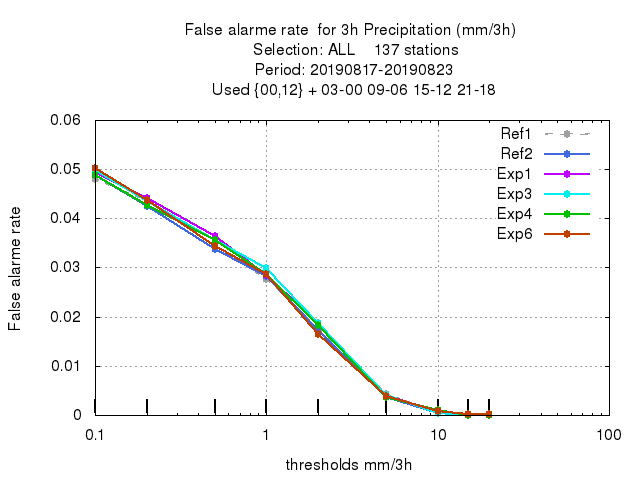 False alarme rate  for 3h Precipitation (mm/3h)
Selection: ALL    137 stations
Period: 20190817-20190823
Used {00,12} + 03-00 09-06 15-12 21-18
0.06
0.05
0.04
0.03
0.02
0.01
0
False alarme rate
Ref1
Ref2
Exp1
Exp3
Exp4
Exp6
0.1 1 10 100
thresholds mm/3h